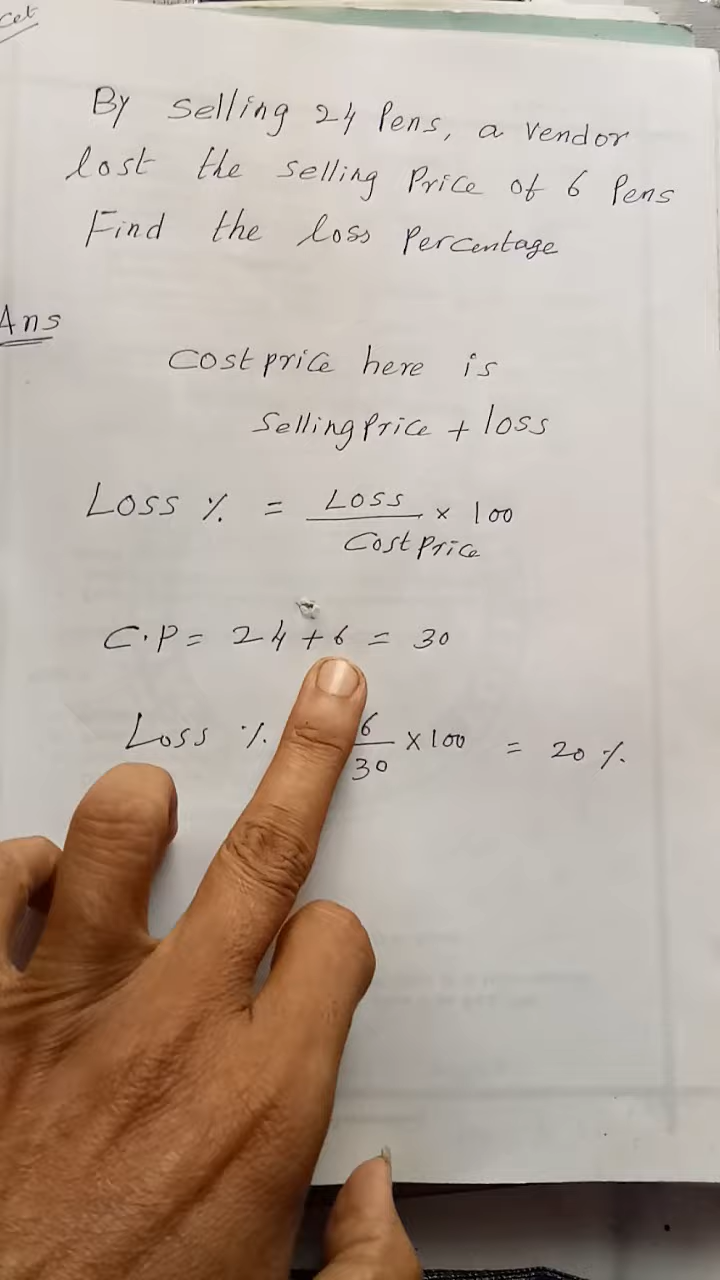 cet
By selling 24 Pens, a vendor
lost the selling Price of 6 Pens
Find the loss Percentage
Ans
Cost price here is
Selling Price + loss
Loss % = Loss / Cost Price × 100
C.P = 24 + 6 = 30
Loss % 6 / 30 × 100 = 20 %